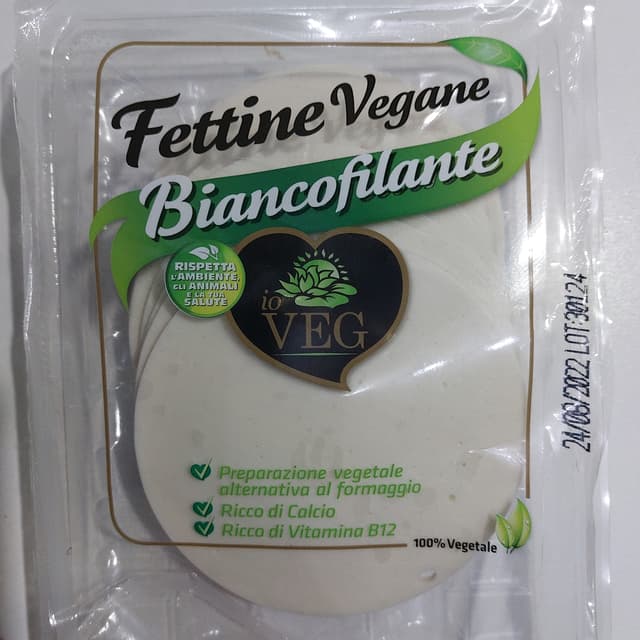 Fettine Vegane
Biancofilante
RISPETTA
L'AMBIENTE
GLI ANIMALI
E LA TUA
SALUTE
io
VEG
Preparazione vegetale
alternativa al formaggio
Ricco di Calcio
Ricco di Vitamina B12
100% Vegetale
24/08/2022 LOT:30124